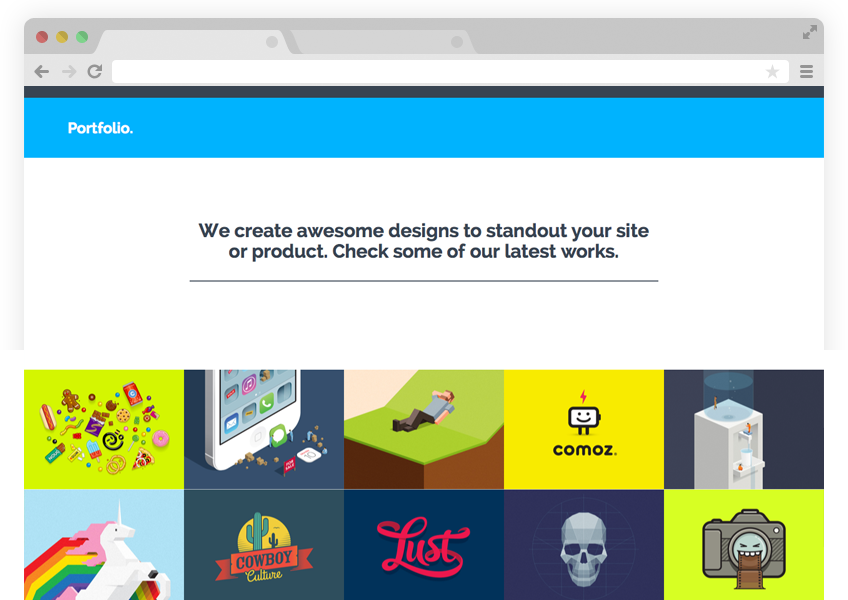 Portfolio.
We create awesome designs to standout your site
or product. Check some of our latest works.
comoz.
COWBOY
Culture
Lust